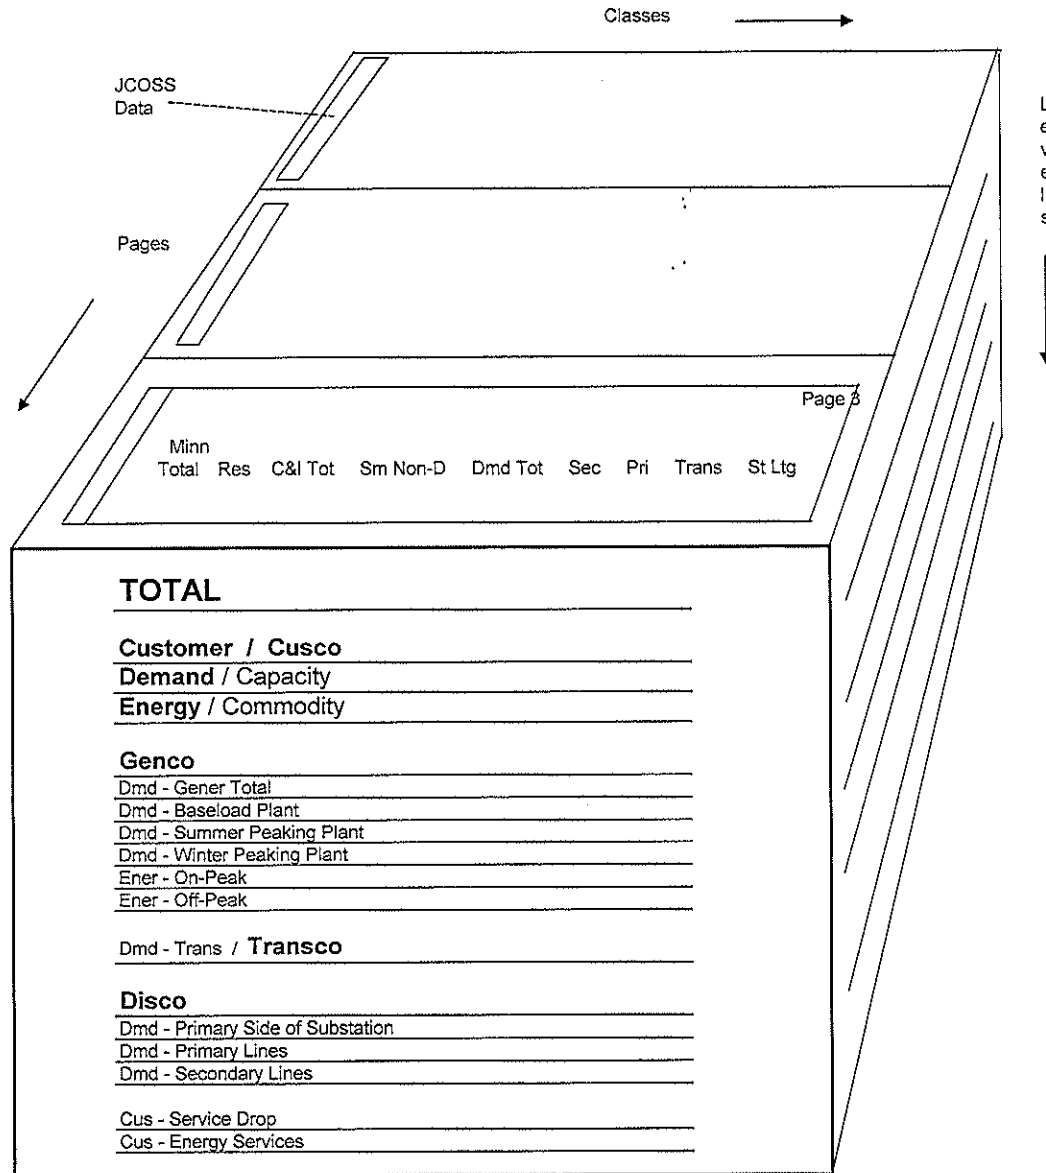 Classes
JCOSS
Data
Pages
Page 3
Minn
Total Res C&I Tot Sm Non-D Dmd Tot Sec Pri Trans St Ltg
TOTAL
Customer / Cusco
Demand / Capacity
Energy / Commodity
Genco
Dmd - Gener Total
Dmd - Baseload Plant
Dmd - Summer Peaking Plant
Dmd - Winter Peaking Plant
Ener - On-Peak
Ener - Off-Peak
Dmd - Trans / Transco
Disco
Dmd - Primary Side of Substation
Dmd - Primary Lines
Dmd - Secondary Lines
Cus - Service Drop
Cus - Energy Services